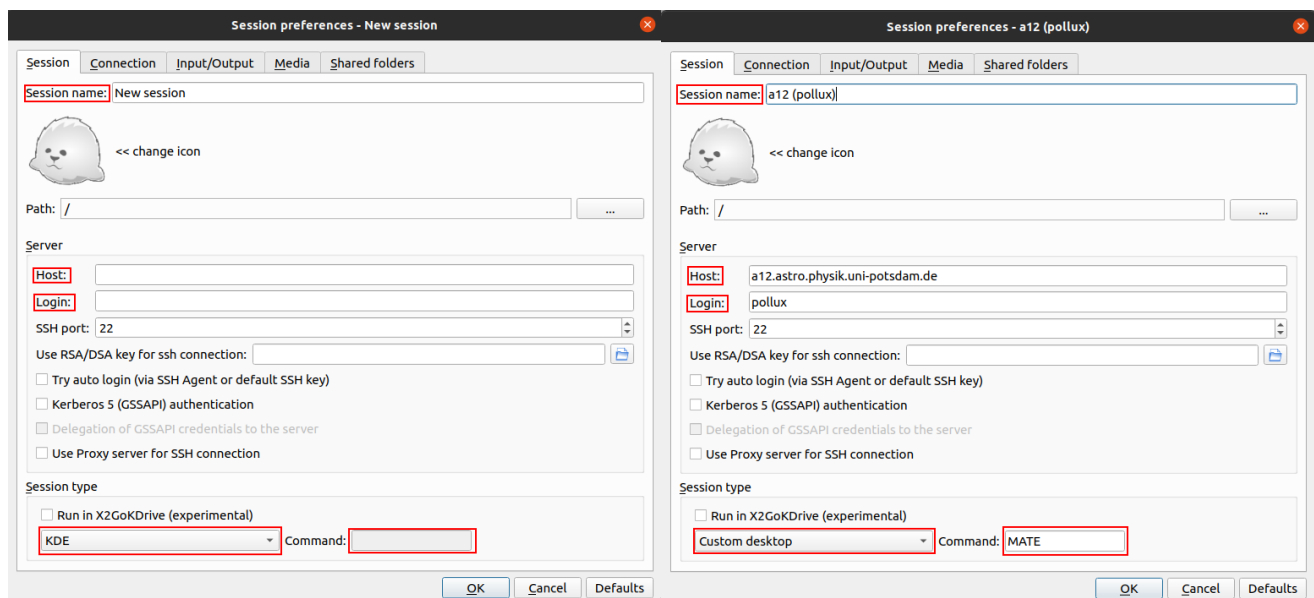 Session preferences - New session
Session Connection Input/Output Media Shared folders
Session name: New session
<< change icon
Path: / ...
Server
Host:
Login:
SSH port: 22
Use RSA/DSA key for ssh connection:
Try auto login (via SSH Agent or default SSH key)
Kerberos 5 (GSSAPI) authentication
Delegation of GSSAPI credentials to the server
Use Proxy server for SSH connection
Session type
Run in X2GoKDrive (experimental)
KDE Command:
OK Cancel Defaults
Session preferences - a12 (pollux)
Session Connection Input/Output Media Shared folders
Session name: a12 (pollux)
<< change icon
Path: / ...
Server
Host: a12.astro.physik.uni-potsdam.de
Login: pollux
SSH port: 22
Use RSA/DSA key for ssh connection:
Try auto login (via SSH Agent or default SSH key)
Kerberos 5 (GSSAPI) authentication
Delegation of GSSAPI credentials to the server
Use Proxy server for SSH connection
Session type
Run in X2GoKDrive (experimental)
Custom desktop Command: MATE
OK Cancel Defaults